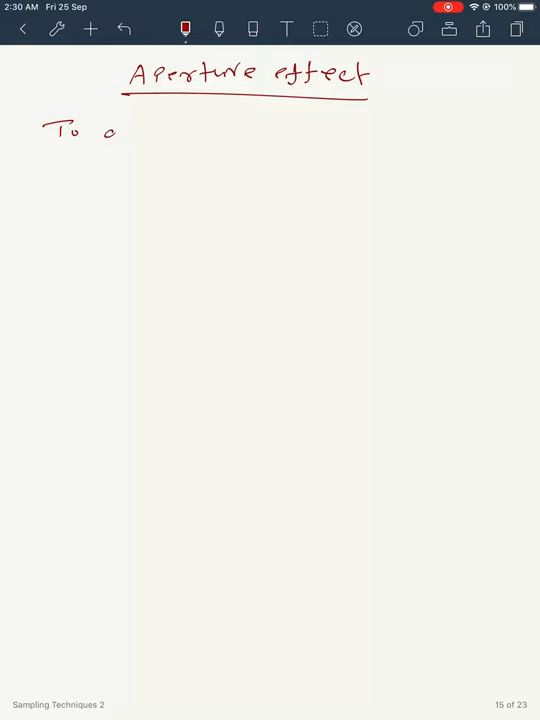 2:30 AM Fri 25 Sep 100%
T
Aperture effect
To a
Sampling Techniques 2 15 of 23